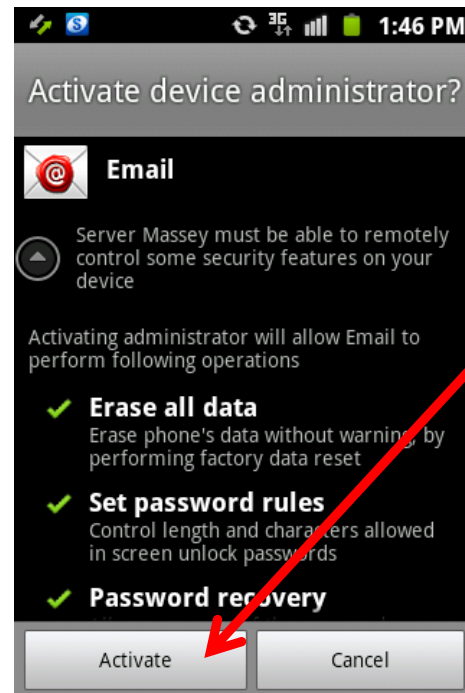 3G 1:46 PM
Activate device administrator?
@ Email
Server Massey must be able to remotely
control some security features on your
device
Activating administrator will allow Email to
perform following operations
Erase all data
Erase phone's data without warning, by
performing factory data reset
Set password rules
Control length and characters allowed
in screen unlock passwords
Password recovery
Activate Cancel